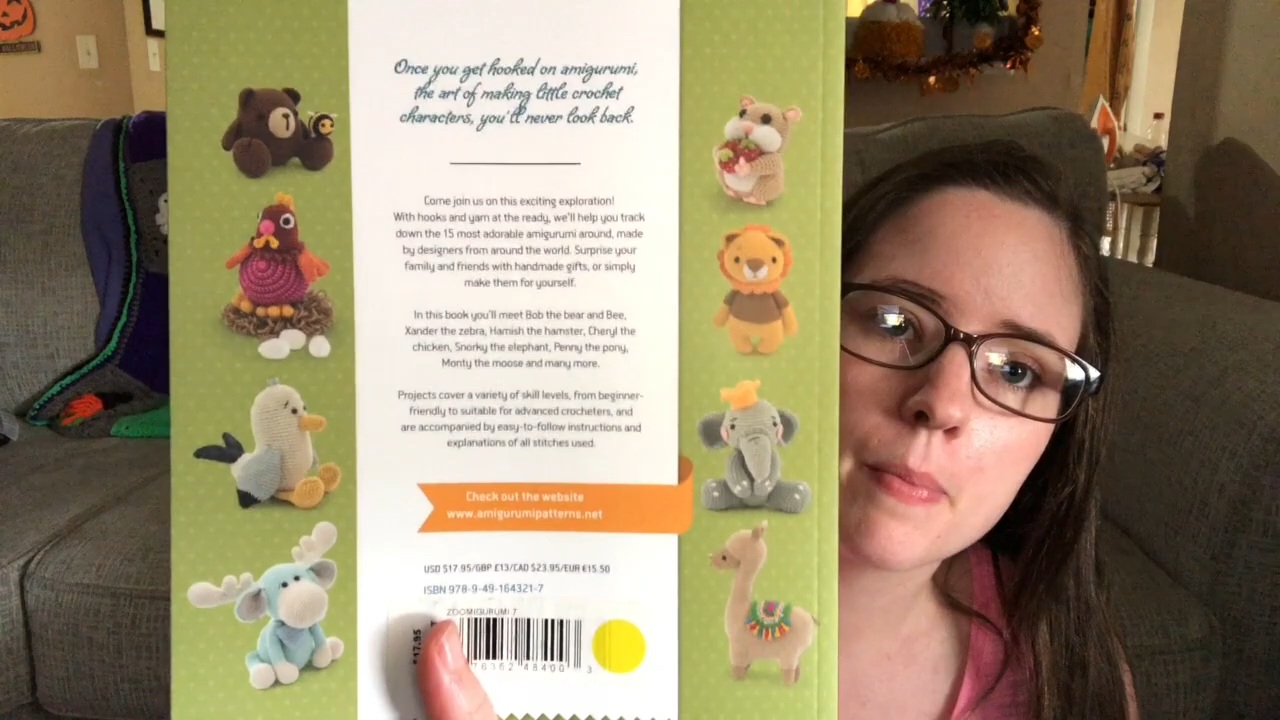 Once you get hooked on amigurumi,
the art of making little crochet
characters, you'll never look back.
Come join us on this exciting exploration!
With hooks and yarn at the ready, we'll help you track
down the 15 most adorable amigurumi around, made
by designers from around the world. Surprise your
family and friends with handmade gifts, or simply
make them for yourself.
In this book you'll meet Bob the bear and Bee,
Xander the zebra, Hamish the hamster, Cheryl the
chicken, Snorky the elephant, Penny the pony,
Monty the moose and many more.
Projects cover a variety of skill levels, from beginner-
friendly to suitable for advanced crocheters, and
are accompanied by easy-to-follow instructions and
explanations of all stitches used.
Check out the website
www.amigurumipatterns.net
USD $17.95/GBP £13/CAD $23.95/EUR €15.50
ISBN 978-9-49-164321-7
ZOOMIGURUMI 7